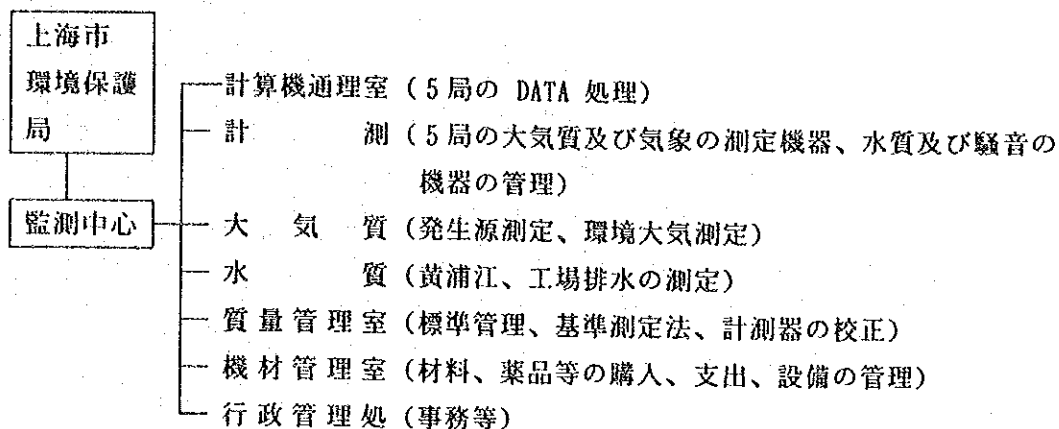 上海市
環境保護
局
監測中心
計算機通理室（5局の DATA 処理）
計測（5局の大気質及び気象の測定機器、水質及び騒音の
機器の管理）
大気質（発生源測定、環境大気測定）
水質（黄浦江、工場排水の測定）
質量管理室（標準管理、基準測定法、計測器の校正）
機材管理室（材料、薬品等の購入、支出、設備の管理）
行政管理処（事務等）